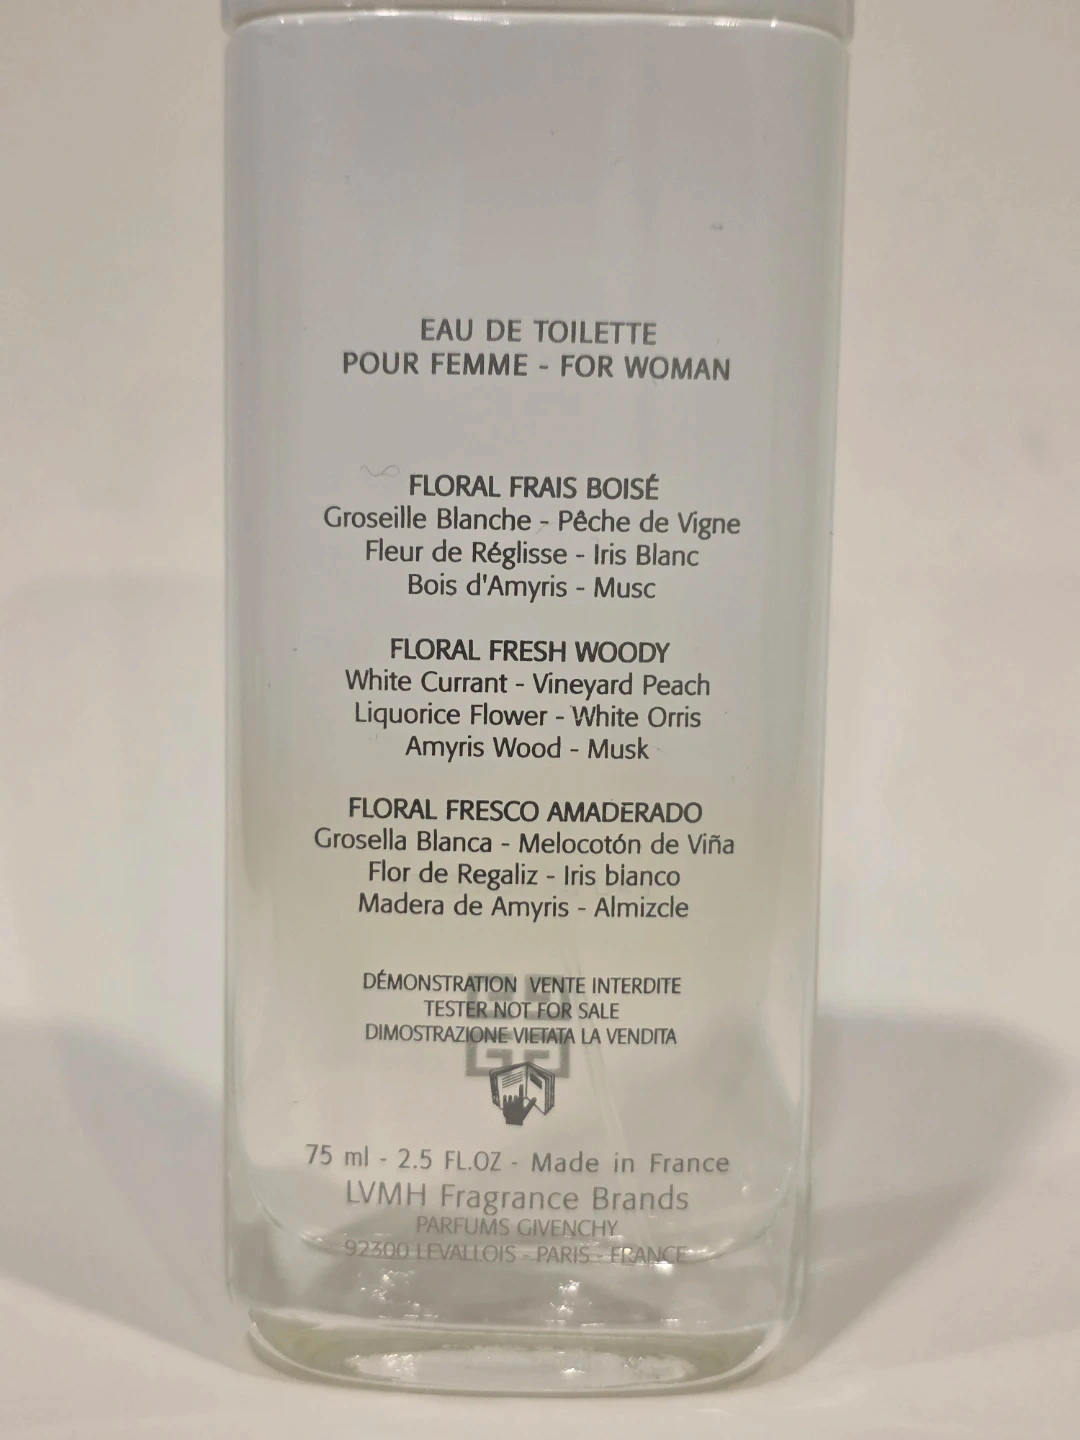 EAU DE TOILETTE
POUR FEMME - FOR WOMAN
FLORAL FRAIS BOISÉ
Groseille Blanche - Pêche de Vigne
Fleur de Réglisse - Iris Blanc
Bois d'Amyris - Musc
FLORAL FRESH WOODY
White Currant - Vineyard Peach
Liquorice Flower - White Orris
Amyris Wood - Musk
FLORAL FRESCO AMADERADO
Grosella Blanca - Melocotón de Viña
Flor de Regaliz - Iris blanco
Madera de Amyris - Almizcle
DÉMONSTRATION VENTE INTERDITE
TESTER NOT FOR SALE
DIMOSTRAZIONE VIETATA LA VENDITA
75 ml - 2.5 FL.OZ - Made in France
LVMH Fragrance Brands
PARFUMS GIVENCHY
92300 LEVALLOIS - PARIS - FRANCE